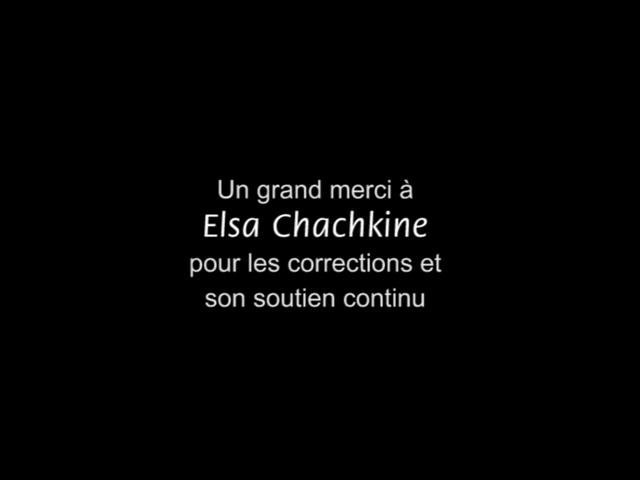 Un grand merci à
Elsa Chachkine
pour les corrections et
son soutien continu